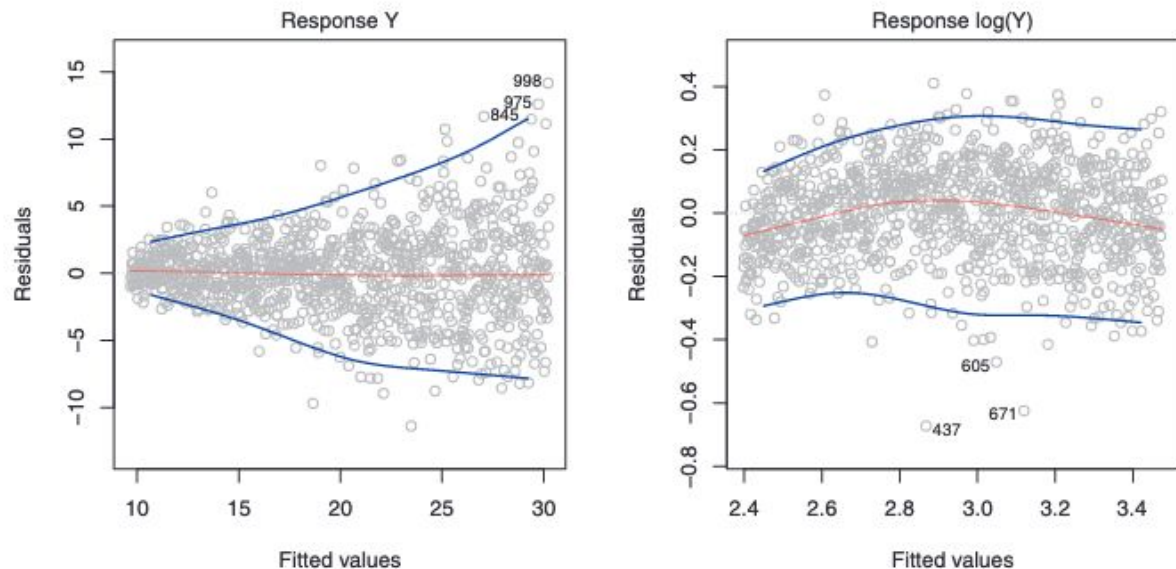 Response Y
Residuals
15
10
5
0
−5
−10
998
975
845
10 15 20 25 30
Fitted values
Response log(Y)
Residuals
0.4
0.2
0.0
−0.2
−0.4
−0.6
−0.8
605
671
437
2.4 2.6 2.8 3.0 3.2 3.4
Fitted values